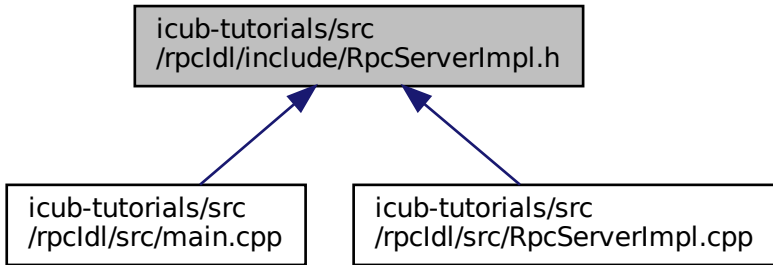 icub-tutorials/src
/rpcIdl/include/RpcServerImpl.h
icub-tutorials/src
/rpcIdl/src/main.cpp
icub-tutorials/src
/rpcIdl/src/RpcServerImpl.cpp